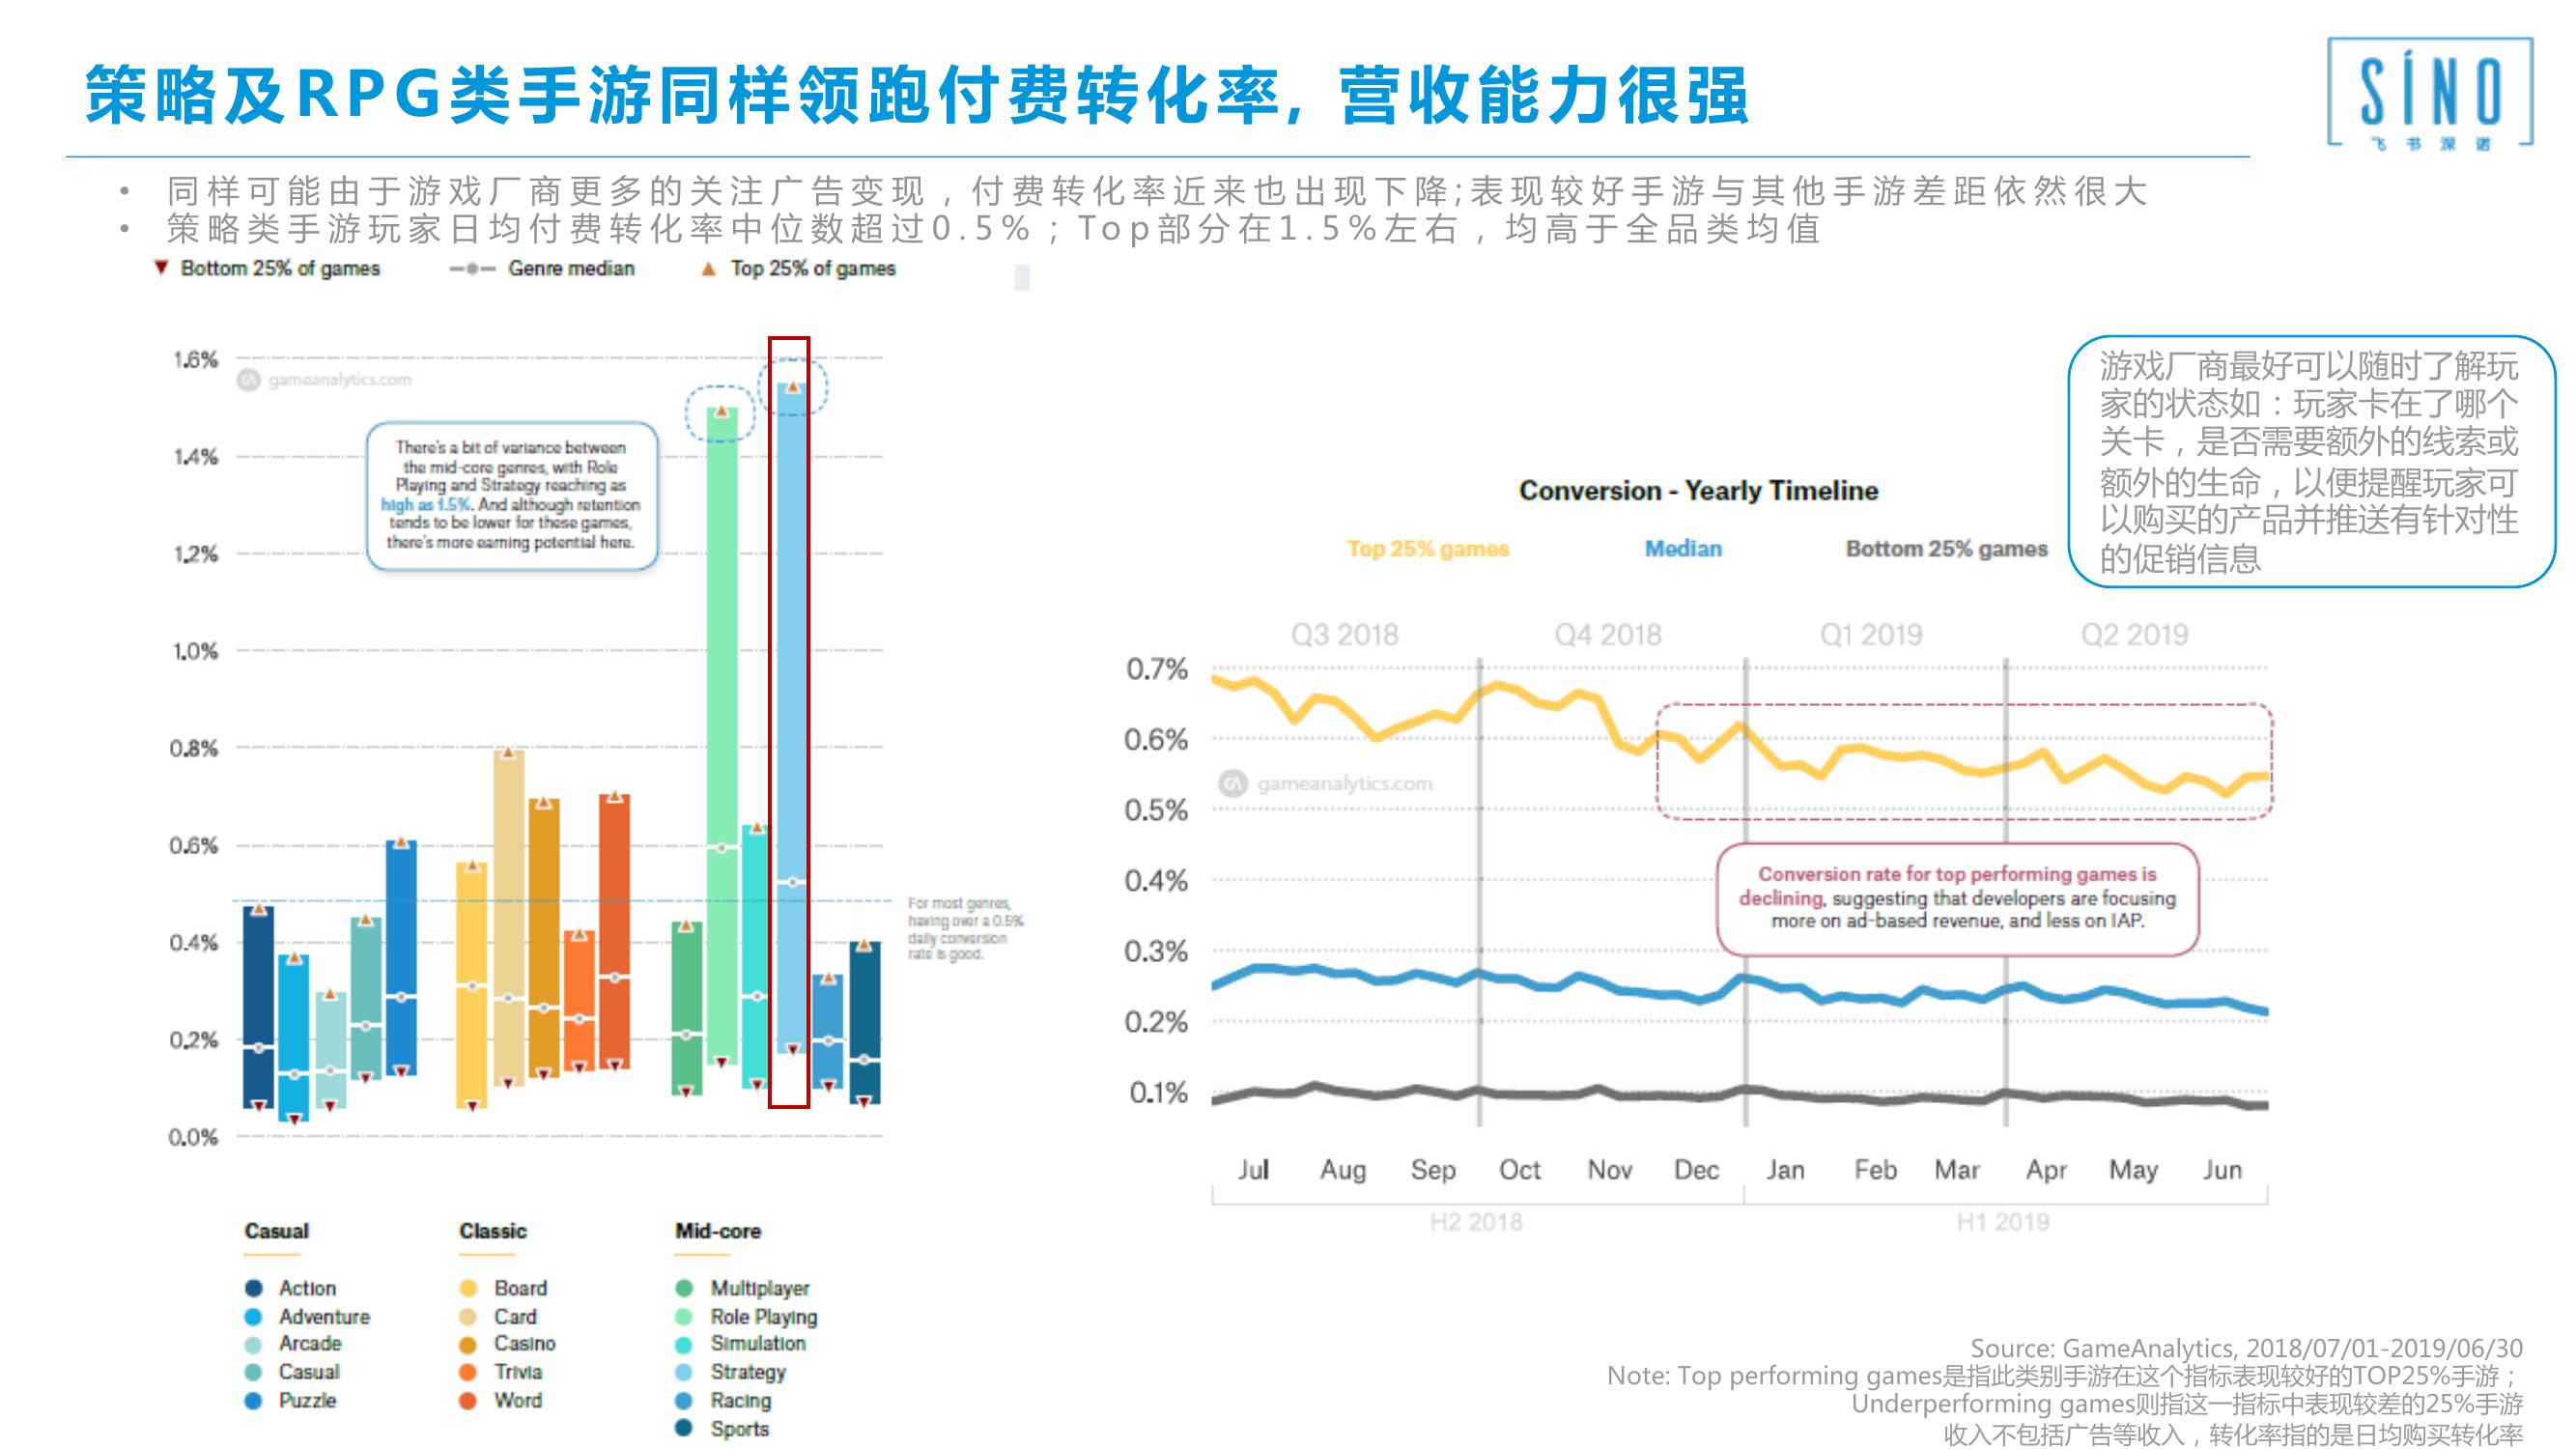 策略及RPG类手游同样领跑付费转化率, 营收能力很强
SINO
飞书深诺
• 同样可能由于游戏厂商更多的关注广告变现，付费转化率近来也出现下降;表现较好手游与其他手游差距依然很大
• 策略类手游玩家日均付费转化率中位数超过0.5%；Top部分在1.5%左右，均高于全品类均值
Bottom 25% of games
Genre median
Top 25% of games
1.6%
1.4%
1.2%
1.0%
0.8%
0.6%
0.4%
0.2%
0.0%
gameanalytics.com
There's a bit of variance between
the mid-core genres, with Role
Playing and Strategy reaching as
high as 1.5%. And although retention
tends to be lower for these games,
there's more earning potential here.
For most genres,
having over a 0.5%
daily conversion
rate is good.
Casual
Action
Adventure
Arcade
Casual
Puzzle
Classic
Board
Card
Casino
Trivia
Word
Mid-core
Multiplayer
Role Playing
Simulation
Strategy
Racing
Sports
游戏厂商最好可以随时了解玩
家的状态如：玩家卡在了哪个
关卡，是否需要额外的线索或
额外的生命，以便提醒玩家可
以购买的产品并推送有针对性
的促销信息
Conversion - Yearly Timeline
Top 25% games
Median
Bottom 25% games
Q3 2018
Q4 2018
Q1 2019
Q2 2019
0.7%
0.6%
0.5%
0.4%
0.3%
0.2%
0.1%
GA gameanalytics.com
Conversion rate for top performing games is
declining, suggesting that developers are focusing
more on ad-based revenue, and less on IAP.
Jul Aug Sep Oct Nov Dec Jan Feb Mar Apr May Jun
H2 2018
H1 2019
Source: GameAnalytics, 2018/07/01-2019/06/30
Note: Top performing games是指此类别手游在这个指标表现较好的TOP25%手游；
Underperforming games则指这一指标中表现较差的25%手游
收入不包括广告等收入，转化率指的是日均购买转化率